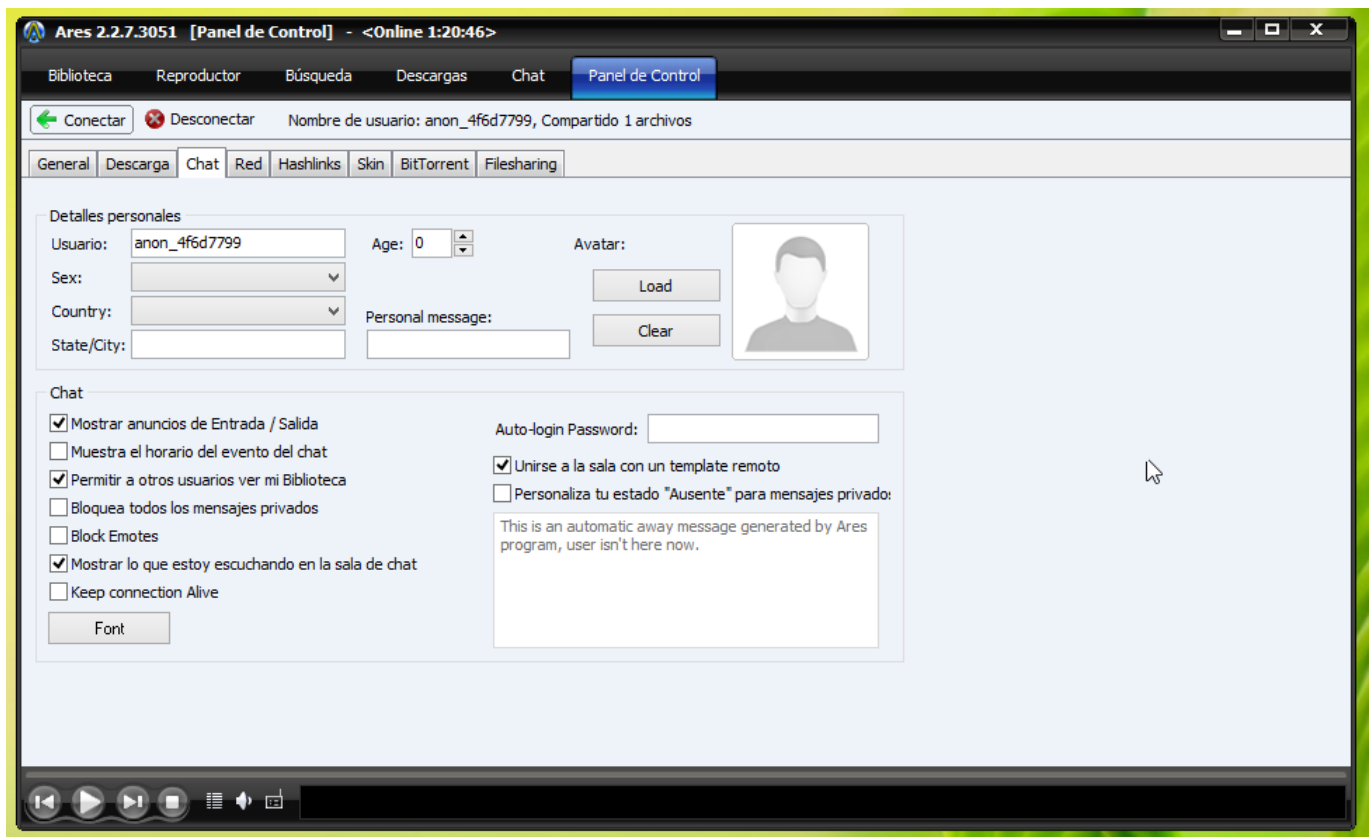 Ares 2.2.7.3051 [Panel de Control] - <Online 1:20:46>
Biblioteca Reproductor Búsqueda Descargas Chat Panel de Control
Conectar Desconectar Nombre de usuario: anon_4f6d7799, Compartido 1 archivos
General Descarga Chat Red Hashlinks Skin BitTorrent Filesharing
Detalles personales
Usuario: anon_4f6d7799 Age: 0 Avatar:
Sex:
Load
Country:
Personal message:
Clear
State/City:
Chat
Mostrar anuncios de Entrada / Salida
Muestra el horario del evento del chat
Permitir a otros usuarios ver mi Biblioteca
Bloquea todos los mensajes privados
Block Emotes
Mostrar lo que estoy escuchando en la sala de chat
Keep connection Alive
Font
Auto-login Password:
Unirse a la sala con un template remoto
Personaliza tu estado "Ausente" para mensajes privados
This is an automatic away message generated by Ares
program, user isn't here now.